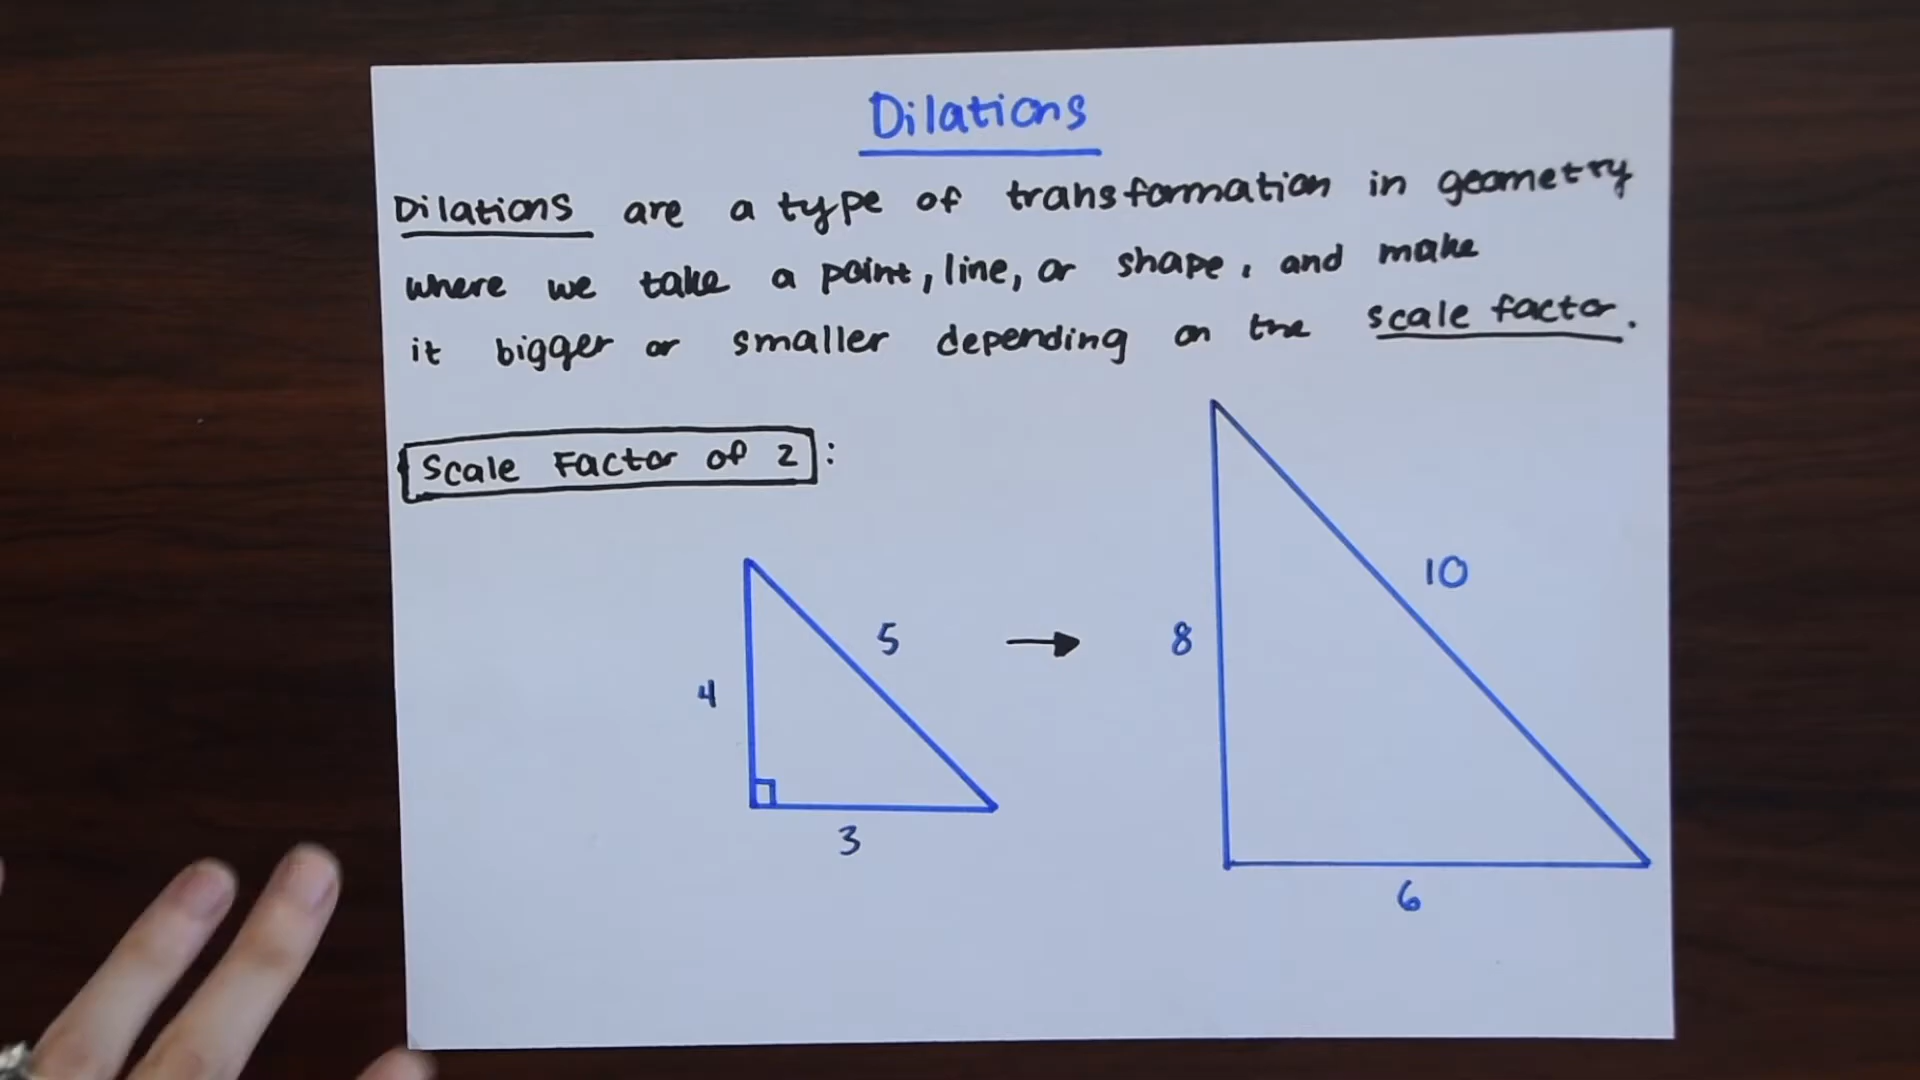 Dilations
Dilations are a type of transformation in geometry
where we take a point, line, or shape, and make
it bigger or smaller depending on the scale factor.
Scale Factor of 2:
10
5
8
4
3
6